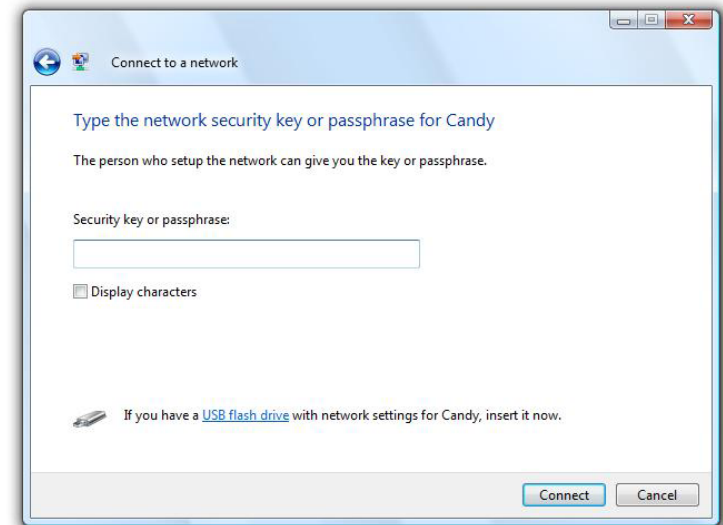 Connect to a network
Type the network security key or passphrase for Candy
The person who setup the network can give you the key or passphrase.
Security key or passphrase:
Display characters
If you have a USB flash drive with network settings for Candy, insert it now.
Connect Cancel